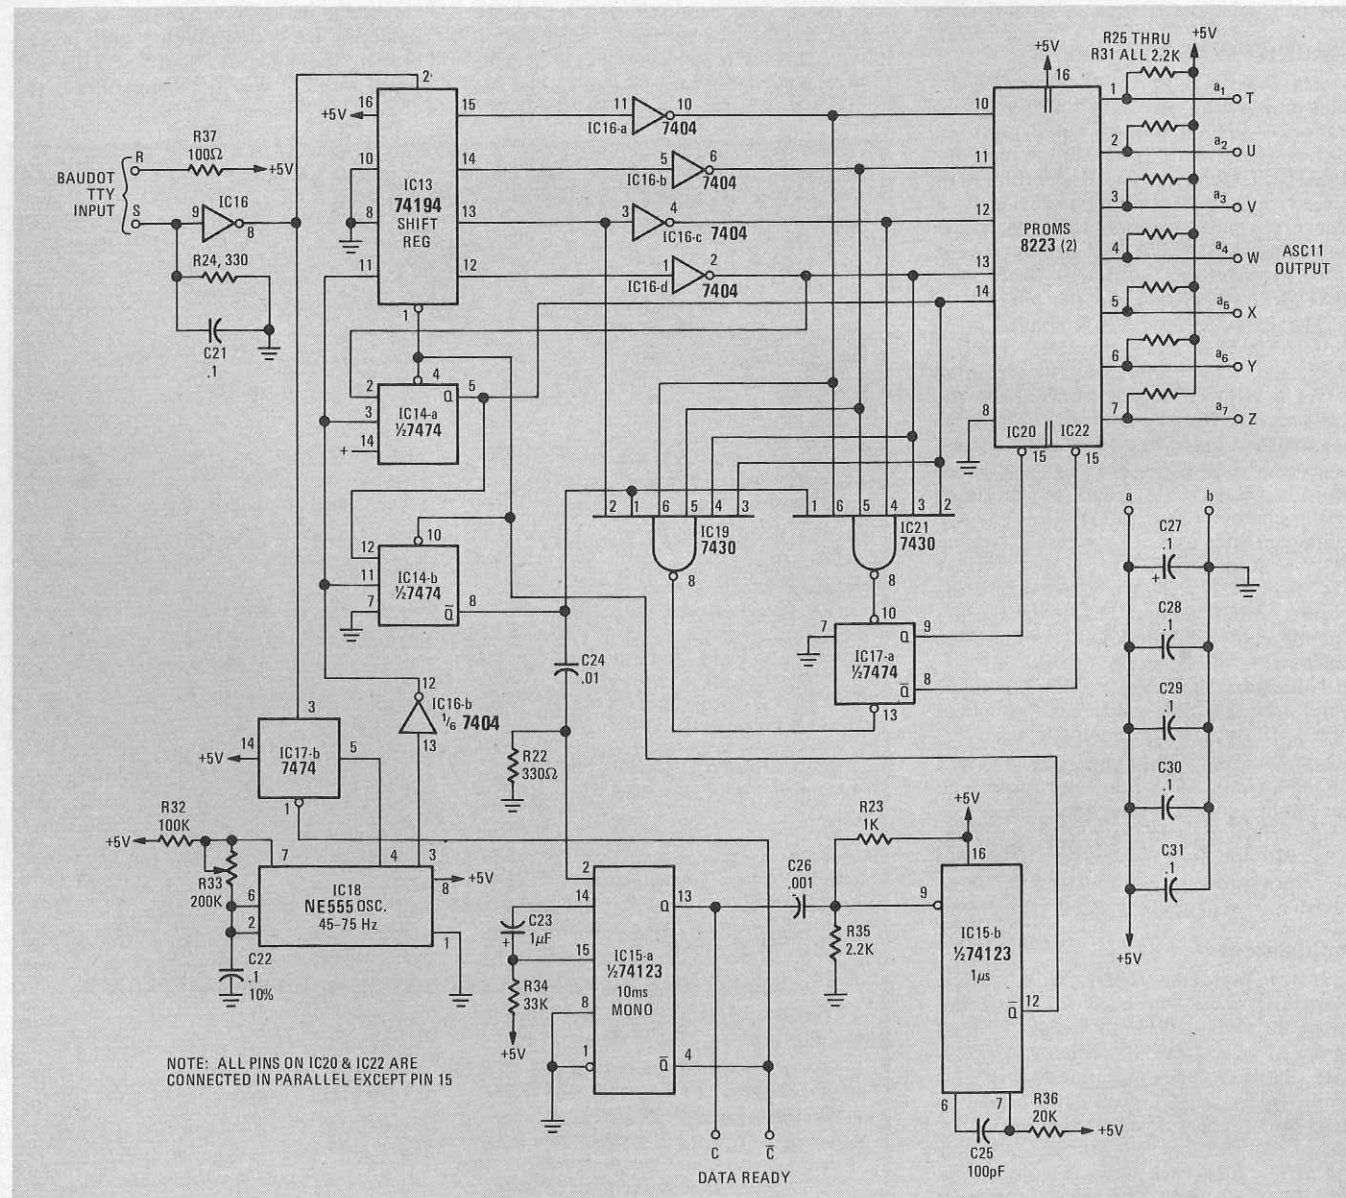 R25 THRU
R31 ALL 2.2K
+5V
+5V
16
2
16
+5V
15
11
10
IC16-a
7404
10
1
a1
T
R37
100Ω
+5V
R
BAUDOT
TTY
INPUT
S
IC16
9
8
10
14
5
6
IC16-b
7404
11
2
a2
U
IC13
74194
SHIFT
REG
8
13
3
4
IC16-c
7404
12
PROMS
8223 (2)
3
a3
V
R24, 330
11
12
1
2
IC16-d
7404
13
14
4
a4
W
ASC11
OUTPUT
C21
.1
1
5
a5
X
4
6
a6
Y
2
Q
5
3
IC14-a
½7474
14
+
8
IC20
IC22
15
15
7
a7
Z
2
1
6
5
4
3
IC19
7430
8
1
6
5
4
3
2
IC21
7430
8
10
12
11
IC14-b
½7474
7
Q̅
8
10
7
Q
9
IC17-a
½7474
Q̅
8
13
C24
.01
R22
330Ω
12
IC16-b
1/6 7404
13
3
14
+5V
IC17-b
7474
5
1
R32
100K
+5V
R33
200K
7
4
3
6
2
IC18
NE555 OSC.
45–75 Hz
8
+5V
1
C22
.1
10%
2
14
15
8
1
C23
1µF
+
R34
33K
+5V
IC15-a
½74123
10ms
MONO
Q
13
Q̅
4
C26
.001
R23
1K
+5V
R35
2.2K
16
9
IC15-b
½74123
1µs
Q̅
12
6
7
C25
100pF
R36
20K
+5V
a
b
C27
.1
+
C28
.1
C29
.1
C30
.1
C31
.1
+5V
NOTE: ALL PINS ON IC20 & IC22 ARE
CONNECTED IN PARALLEL EXCEPT PIN 15
C
C̅
DATA READY